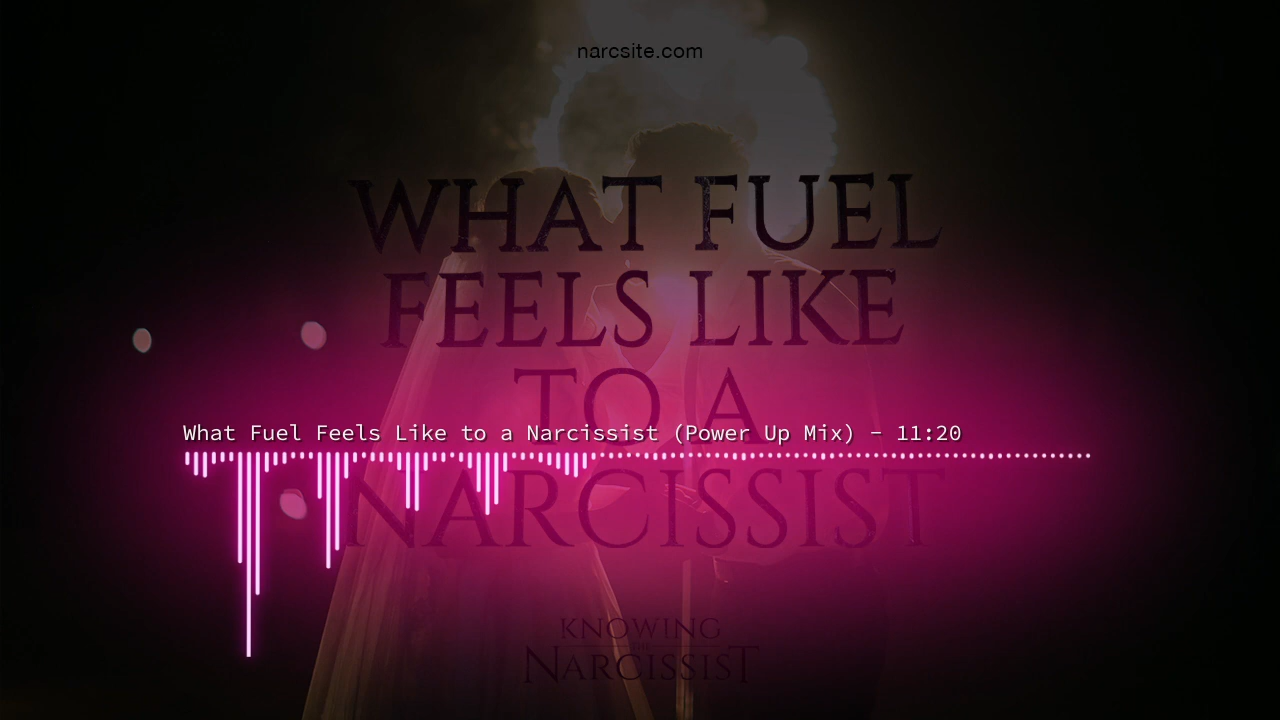 narcsite.com
WHAT FUEL
FEELS LIKE
TO A
What Fuel Feels Like to a Narcissist (Power Up Mix) - 11:20
NARCISSIST
KNOWING
THE
NARCISSIST